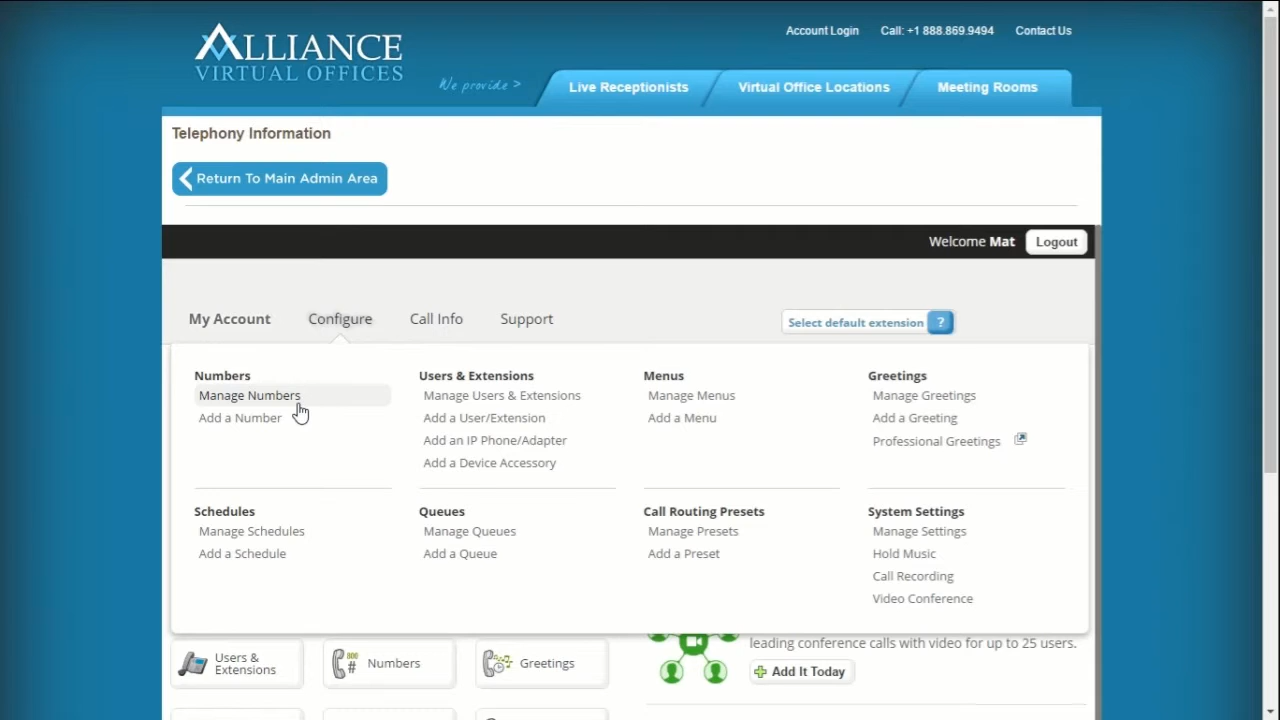 Account Login
Call: +1 888.869.9494
Contact Us
ALLIANCE
VIRTUAL OFFICES
We provide >
Live Receptionists
Virtual Office Locations
Meeting Rooms
Telephony Information
Return To Main Admin Area
Welcome Mat
Logout
My Account
Configure
Call Info
Support
Select default extension
?
Numbers
Manage Numbers
Add a Number
Users & Extensions
Manage Users & Extensions
Add a User/Extension
Add an IP Phone/Adapter
Add a Device Accessory
Menus
Manage Menus
Add a Menu
Greetings
Manage Greetings
Add a Greeting
Professional Greetings
Schedules
Manage Schedules
Add a Schedule
Queues
Manage Queues
Add a Queue
Call Routing Presets
Manage Presets
Add a Preset
System Settings
Manage Settings
Hold Music
Call Recording
Video Conference
Users &
Extensions
800
#
Numbers
Greetings
leading conference calls with video for up to 25 users.
Add It Today